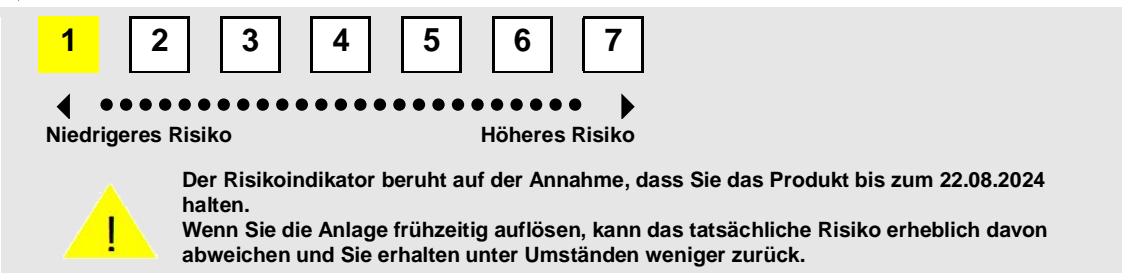 1 2 3 4 5 6 7
Niedrigeres Risiko Höheres Risiko
Der Risikoindikator beruht auf der Annahme, dass Sie das Produkt bis zum 22.08.2024
halten.
Wenn Sie die Anlage frühzeitig auflösen, kann das tatsächliche Risiko erheblich davon
abweichen und Sie erhalten unter Umständen weniger zurück.
!